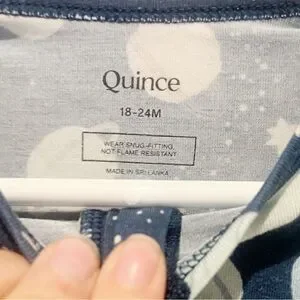 Quince
18-24M
WEAR SNUG-FITTING,
NOT FLAME RESISTANT
MADE IN SRI LANKA